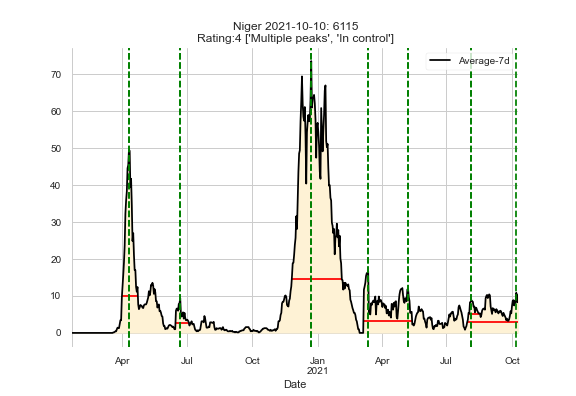 Niger 2021-10-10: 6115
Rating:4 ['Multiple peaks', 'In control']
Average-7d
70
60
50
40
30
20
10
0
Apr Jul Oct Jan Apr Jul Oct
2021
Date